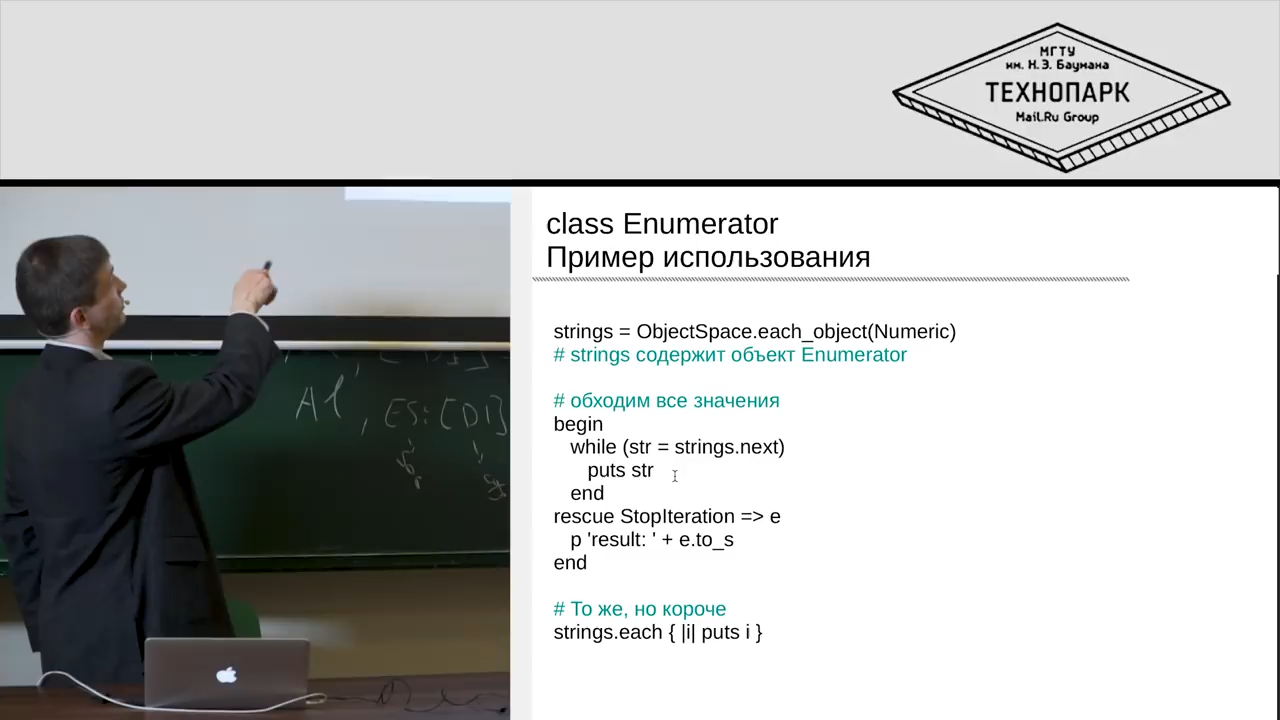 МГТУ
им. Н.Э. Баумана
ТЕХНОПАРК
Mail.Ru Group
class Enumerator
Пример использования
strings = ObjectSpace.each_object(Numeric)
# strings содержит объект Enumerator
# обходим все значения
begin
while (str = strings.next)
puts str
end
rescue StopIteration => e
p 'result: ' + e.to_s
end
# То же, но короче
strings.each { |i| puts i }